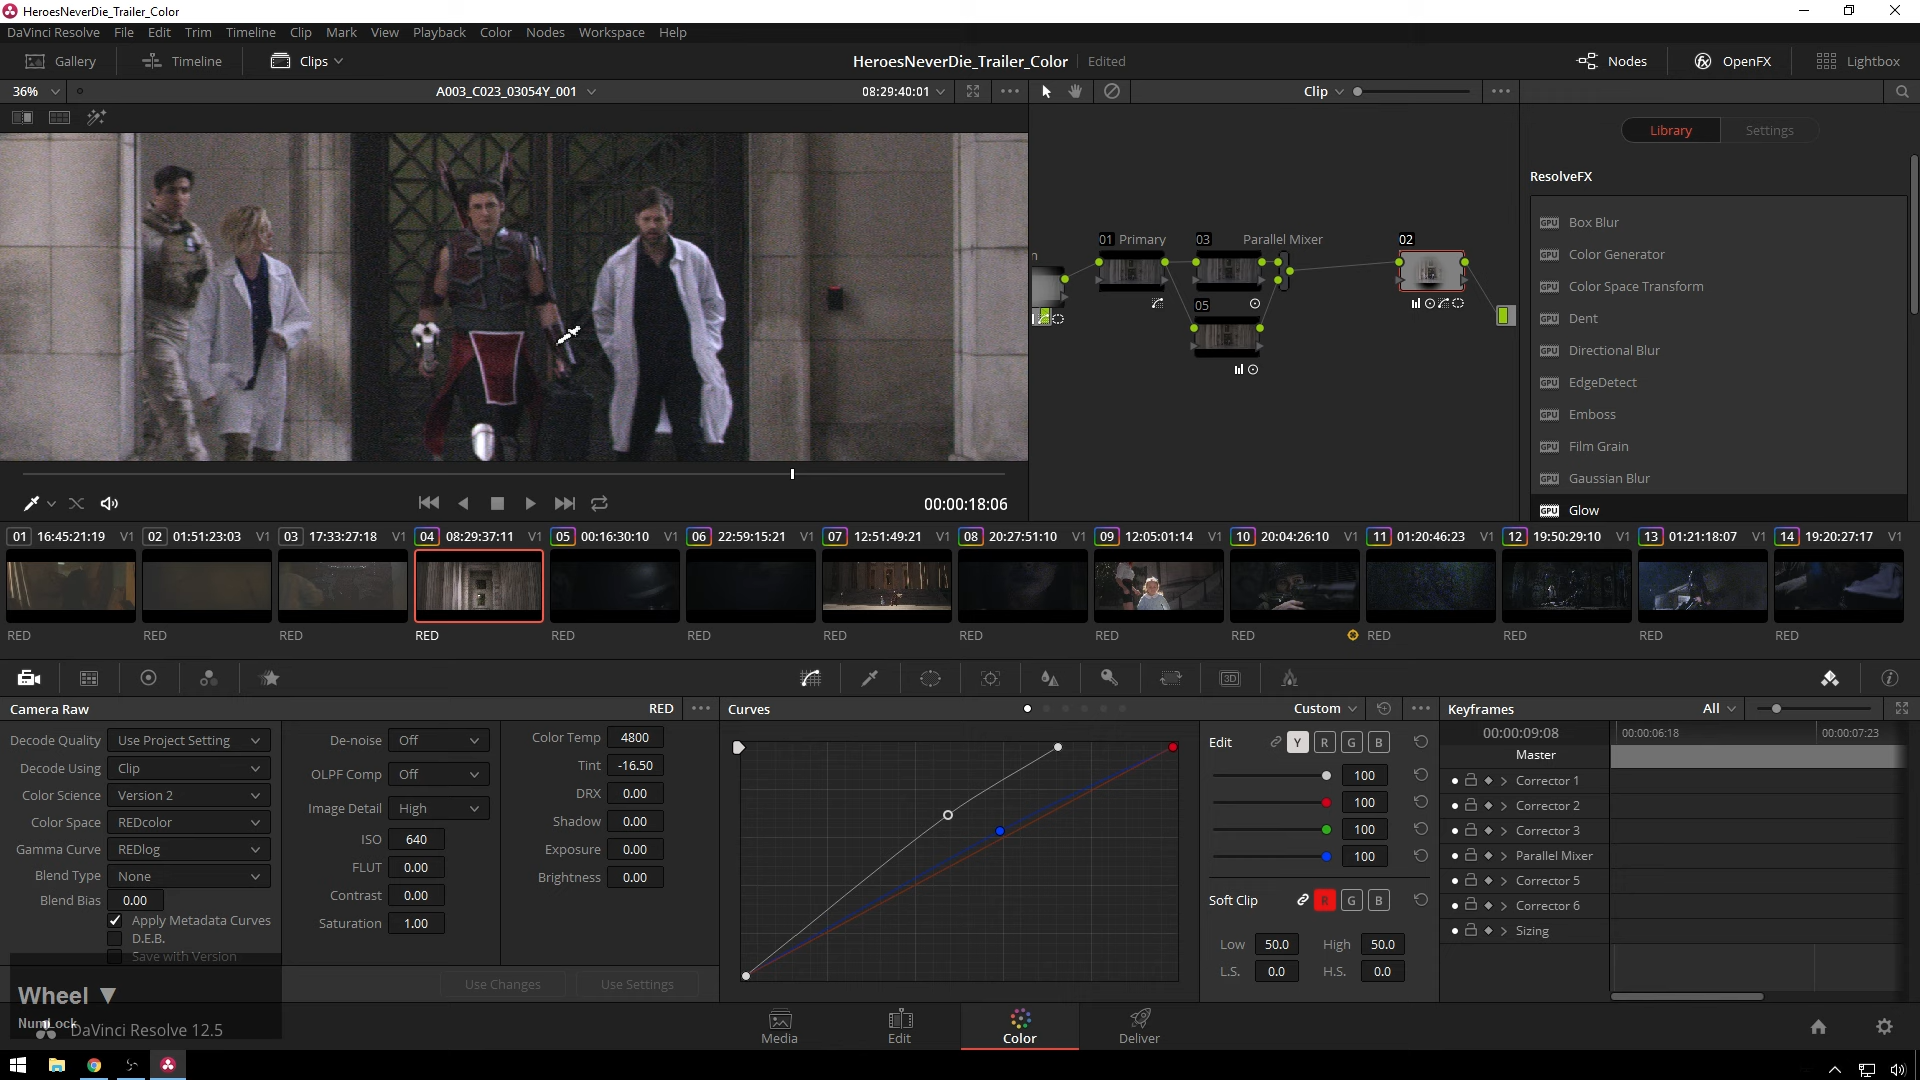 HeroesNeverDie_Trailer_Color
DaVinci Resolve File Edit Trim Timeline Clip Mark View Playback Color Nodes Workspace Help
Gallery Timeline Clips HeroesNeverDie_Trailer_Color Edited Nodes OpenFX Lightbox
36% A003_C023_03054Y_001 08:29:40:01 Clip
Library Settings
ResolveFX
GPU Box Blur
GPU Color Generator
GPU Color Space Transform
GPU Dent
GPU Directional Blur
GPU EdgeDetect
GPU Emboss
GPU Film Grain
GPU Gaussian Blur
GPU Glow
01 Primary 03 Parallel Mixer 02
05
00:00:18:06
01 16:45:21:19 V1 02 01:51:23:03 V1 03 17:33:27:18 V1 04 08:29:37:11 V1 05 00:16:30:10 V1 06 22:59:15:21 V1 07 12:51:49:21 V1 08 20:27:51:10 V1 09 12:05:01:14 V1 10 20:04:26:10 V1 11 01:20:46:23 V1 12 19:50:29:10 V1 13 01:21:18:07 V1 14 19:20:27:17 V1
RED RED RED RED RED RED RED RED RED RED RED RED RED RED
3D
Camera Raw RED
Decode Quality Use Project Setting
Decode Using Clip
Color Science Version 2
Color Space REDcolor
Gamma Curve REDlog
Blend Type None
Blend Bias 0.00
Apply Metadata Curves
D.E.B.
Save with Version
De-noise Off
OLPF Comp Off
Image Detail High
ISO 640
FLUT 0.00
Contrast 0.00
Saturation 1.00
Color Temp 4800
Tint -16.50
DRX 0.00
Shadow 0.00
Exposure 0.00
Brightness 0.00
Use Changes Use Settings
Curves Custom
Edit Y R G B
100
100
100
100
Soft Clip R G B
Low 50.0 High 50.0
L.S. 0.0 H.S. 0.0
Keyframes All
00:00:09:08 00:00:06:18 00:00:07:23
Master
Corrector 1
Corrector 2
Corrector 3
Parallel Mixer
Corrector 5
Corrector 6
Sizing
Wheel
NumLock
DaVinci Resolve 12.5
Media Edit Color Deliver